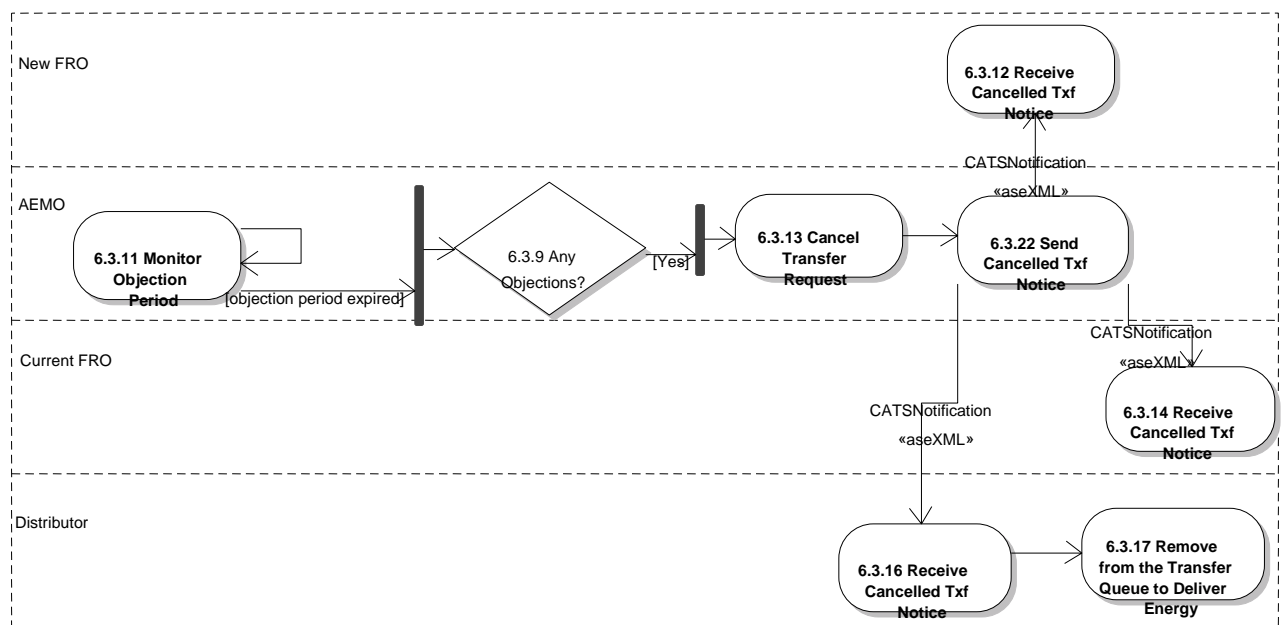 New FRO
6.3.12 Receive
Cancelled Txf
Notice
CATSNotification
«aseXML»
AEMO
6.3.11 Monitor
Objection
Period
[objection period expired]
6.3.9 Any
Objections?
[Yes]
6.3.13 Cancel
Transfer
Request
6.3.22 Send
Cancelled Txf
Notice
Current FRO
CATSNotification
«aseXML»
6.3.14 Receive
Cancelled Txf
Notice
CATSNotification
«aseXML»
Distributor
6.3.16 Receive
Cancelled Txf
Notice
6.3.17 Remove
from the Transfer
Queue to Deliver
Energy